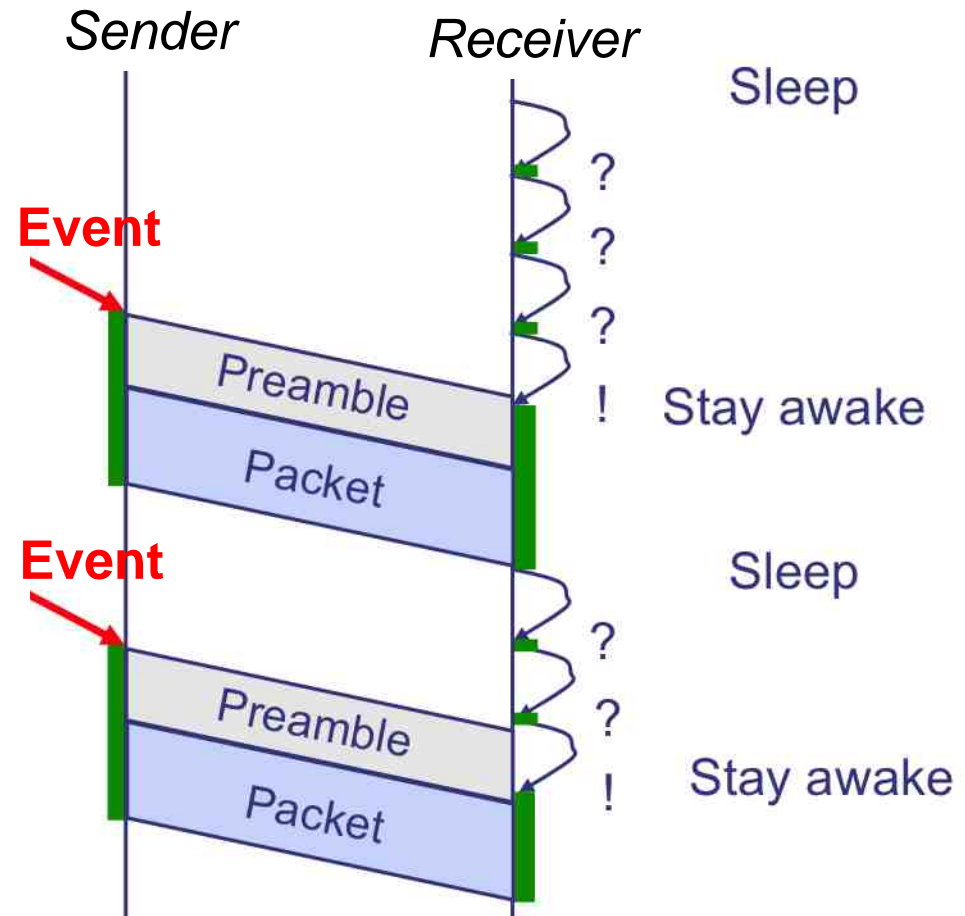 Sender
Receiver
Sleep
?
Event
?
?
Preamble
! Stay awake
Packet
Event
Sleep
?
Preamble
?
! Stay awake
Packet